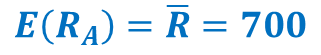 E(R_A) = R̅ = 700